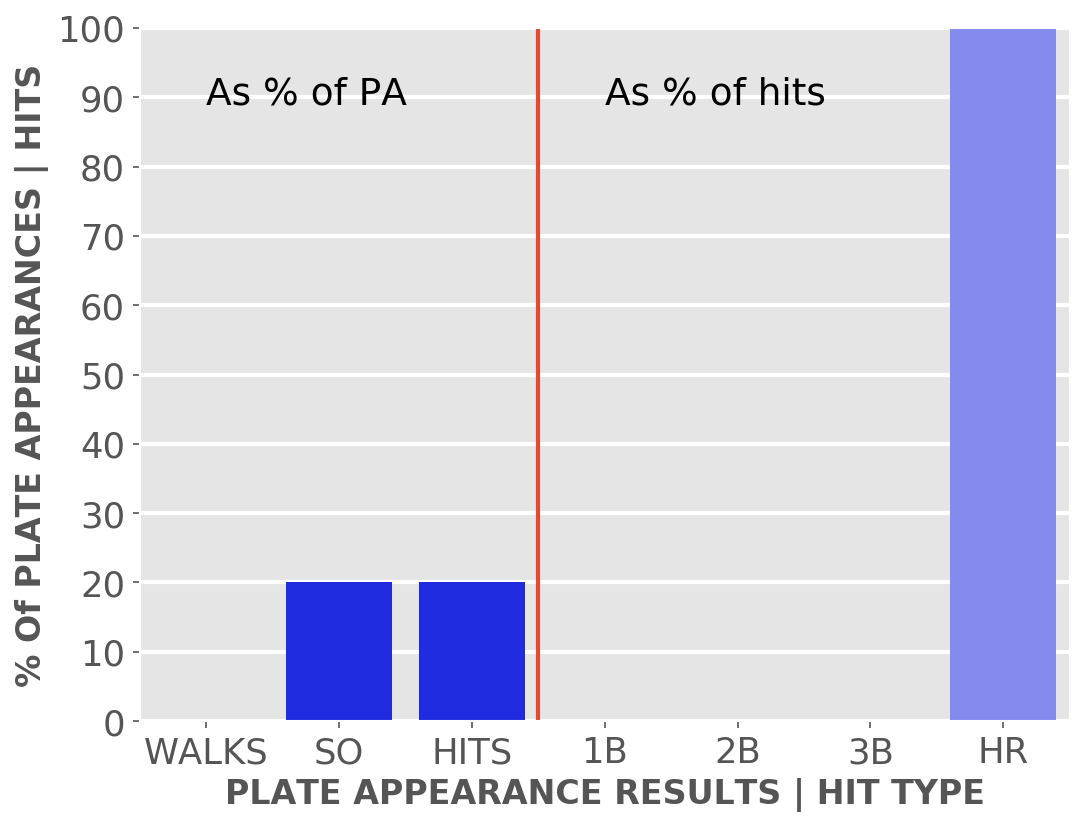 % Of PLATE APPEARANCES | HITS
100
90
80
70
60
50
40
30
20
10
0
As % of PA
As % of hits
WALKS SO HITS 1B 2B 3B HR
PLATE APPEARANCE RESULTS | HIT TYPE